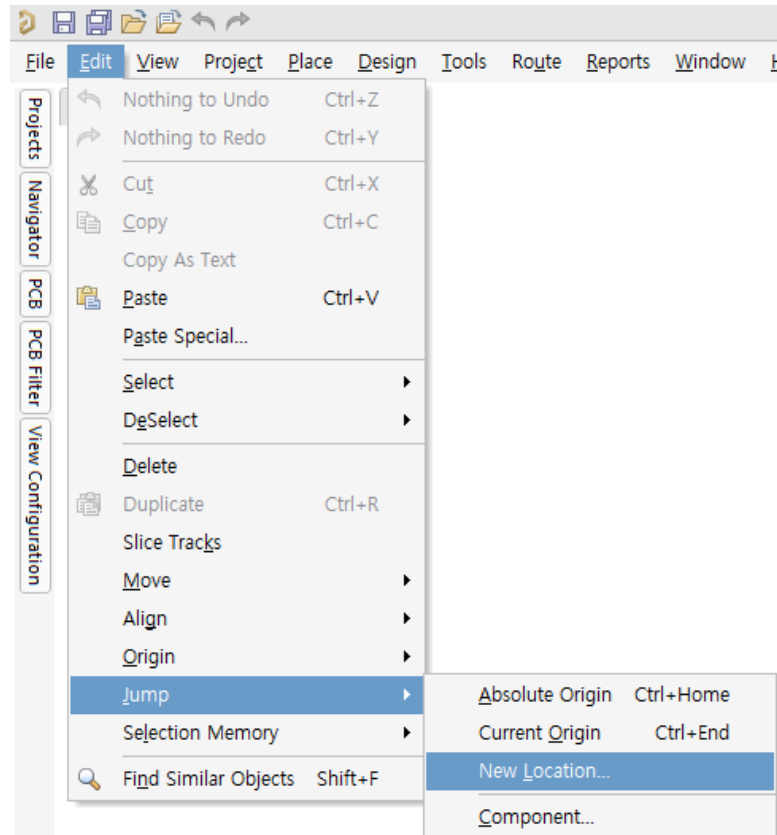 File Edit View Project Place Design Tools Route Reports Window
Projects
Navigator
PCB
PCB Filter
View Configuration
Nothing to Undo Ctrl+Z
Nothing to Redo Ctrl+Y
Cut Ctrl+X
Copy Ctrl+C
Copy As Text
Paste Ctrl+V
Paste Special...
Select
DeSelect
Delete
Duplicate Ctrl+R
Slice Tracks
Move
Align
Origin
Jump
Selection Memory
Find Similar Objects Shift+F
Absolute Origin Ctrl+Home
Current Origin Ctrl+End
New Location...
Component...